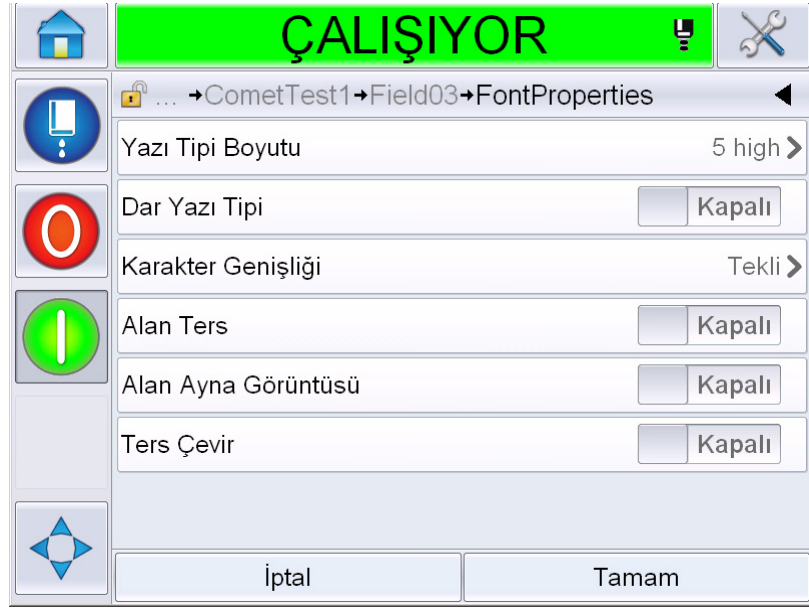 ÇALIŞIYOR
... →CometTest1→Field03→FontProperties
Yazı Tipi Boyutu 5 high
Dar Yazı Tipi Kapalı
Karakter Genişliği Tekli
Alan Ters Kapalı
Alan Ayna Görüntüsü Kapalı
Ters Çevir Kapalı
İptal Tamam